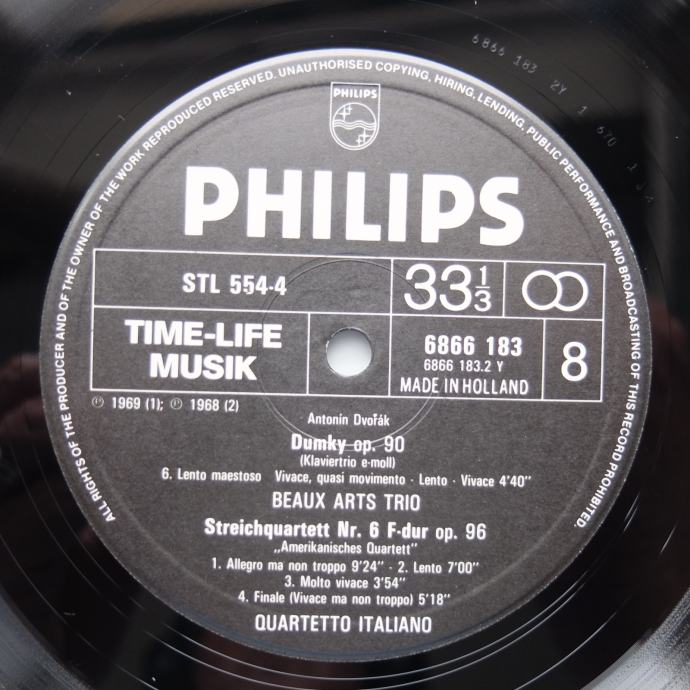 6866 183 2Y 1 670
ALL RIGHTS OF THE PRODUCER AND OF THE OWNER OF THE WORK REPRODUCED RESERVED. UNAUTHORISED COPYING, HIRING, LENDING, PUBLIC PERFORMANCE AND BROADCASTING OF THIS RECORD PROHIBITED.
PHILIPS
PHILIPS
STL 554-4
33 1/3
TIME-LIFE
MUSIK
6866 183
6866 183.2 Y
MADE IN HOLLAND
8
℗ 1969 (1); ℗ 1968 (2)
Antonín Dvořák
Dumky op. 90
(Klaviertrio e-moll)
6. Lento maestoso Vivace, quasi movimento · Lento · Vivace 4'40"
BEAUX ARTS TRIO
Streichquartett Nr. 6 F-dur op. 96
„Amerikanisches Quartett"
1. Allegro ma non troppo 9'24" · 2. Lento 7'00"
3. Molto vivace 3'54"
4. Finale (Vivace ma non troppo) 5'18"
QUARTETTO ITALIANO